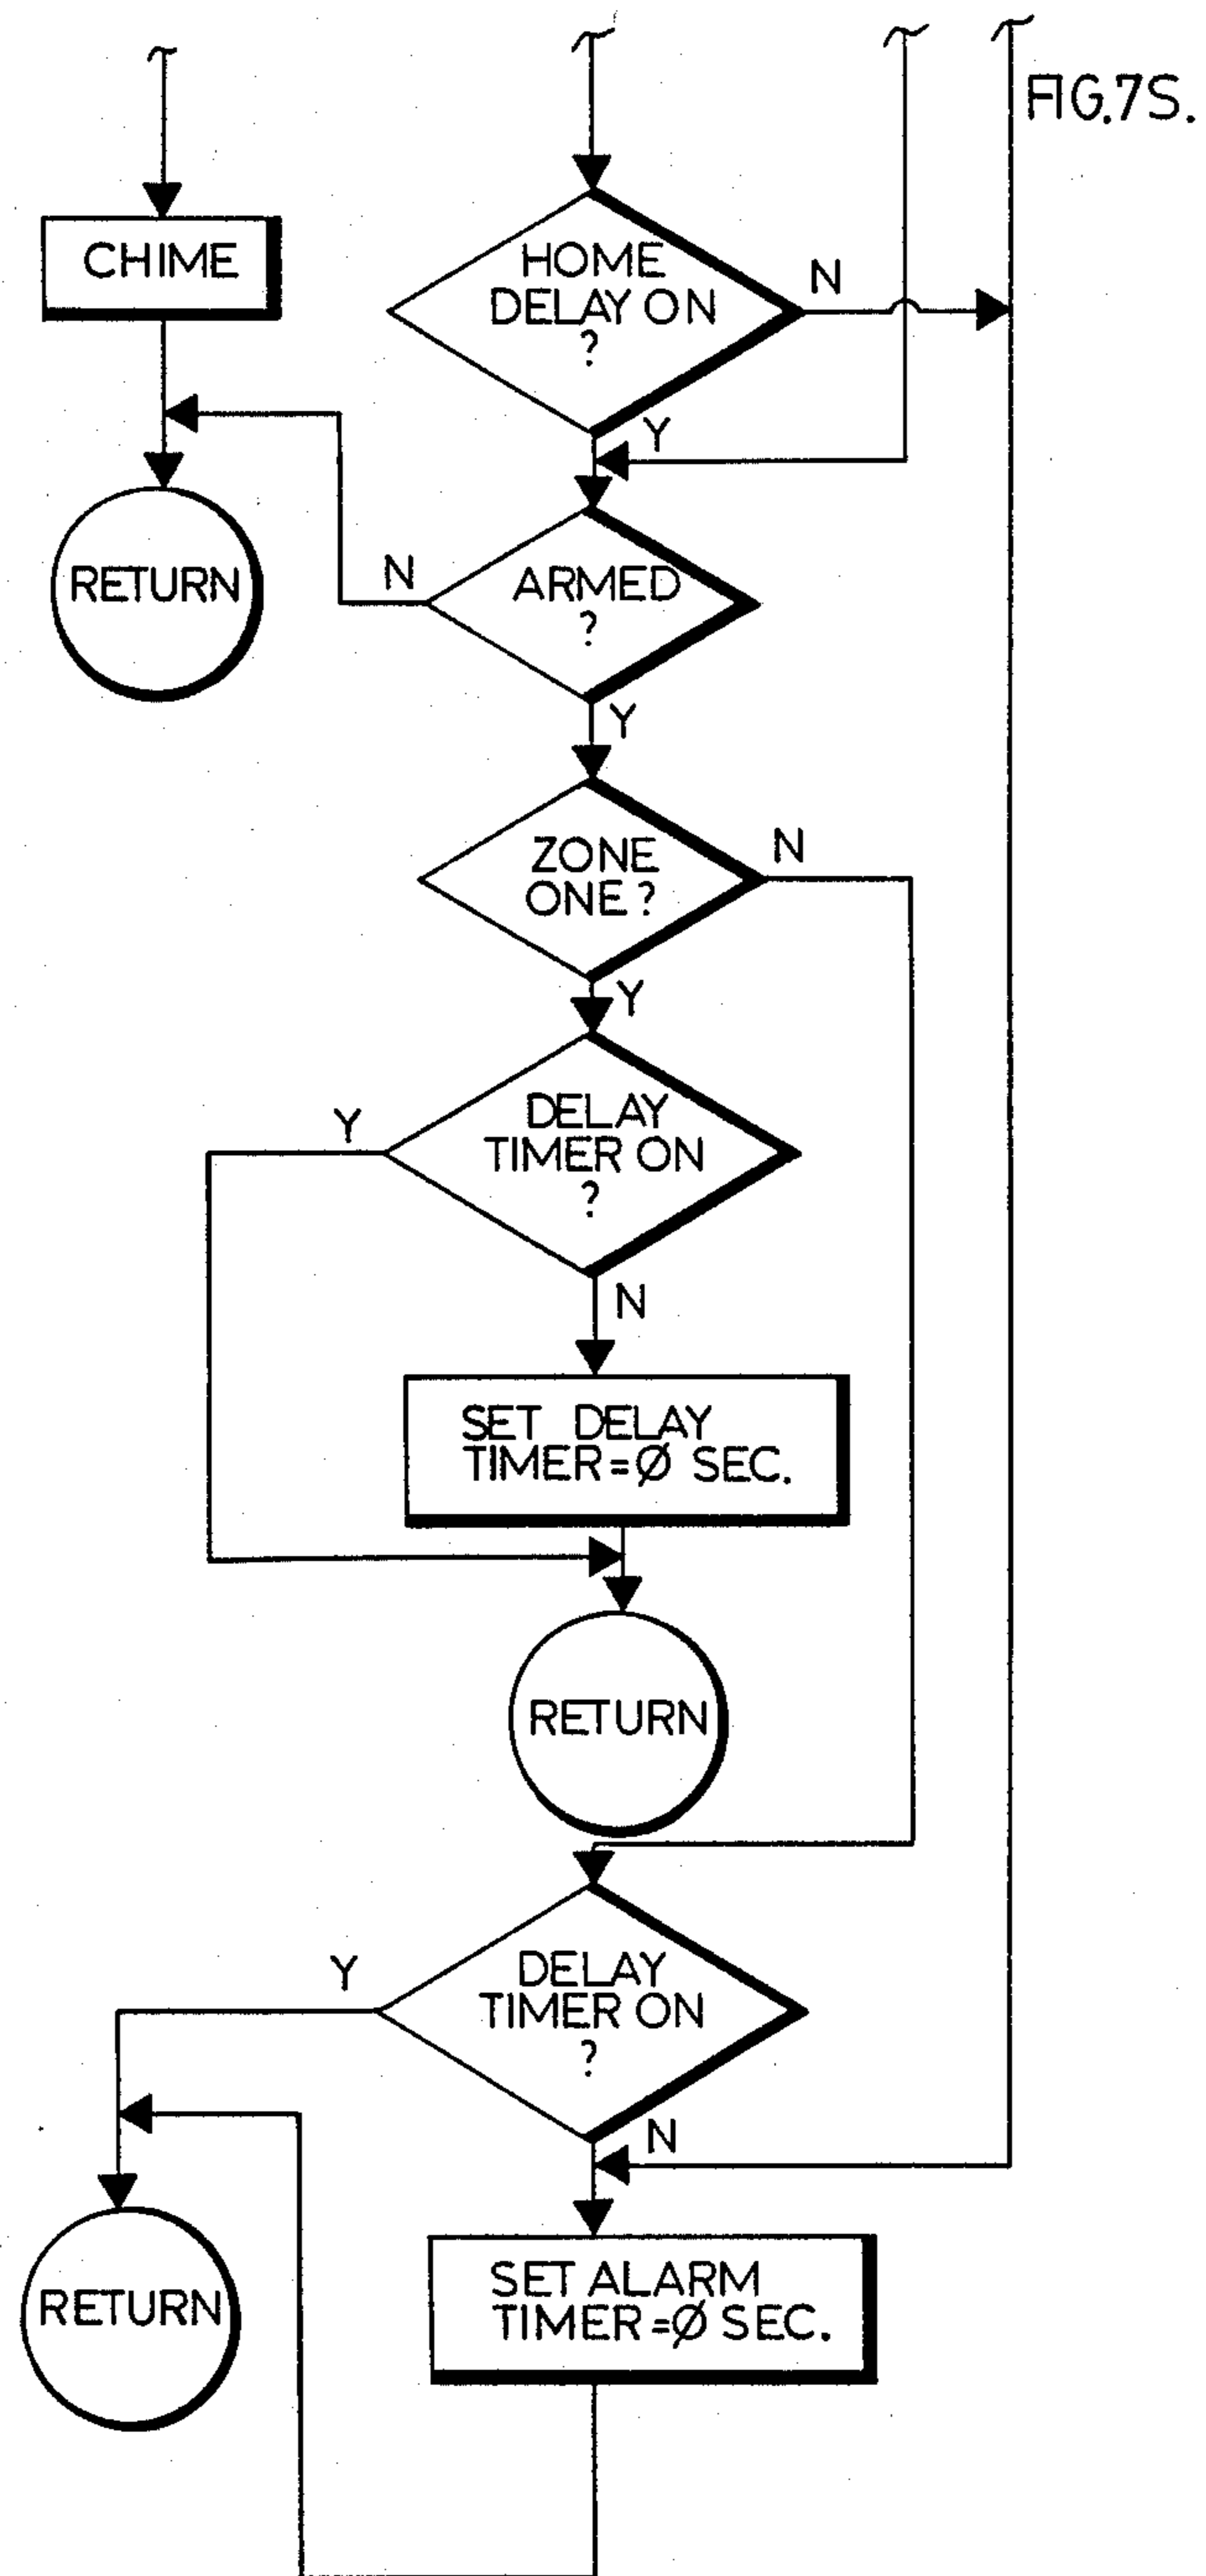 FIG.7S.
CHIME
HOME
DELAY ON
?
N
Y
RETURN
N
ARMED
?
Y
ZONE
ONE?
N
Y
DELAY
TIMER ON
?
Y
N
SET DELAY
TIMER=Ø SEC.
RETURN
DELAY
TIMER ON
?
Y
N
RETURN
SET ALARM
TIMER=Ø SEC.